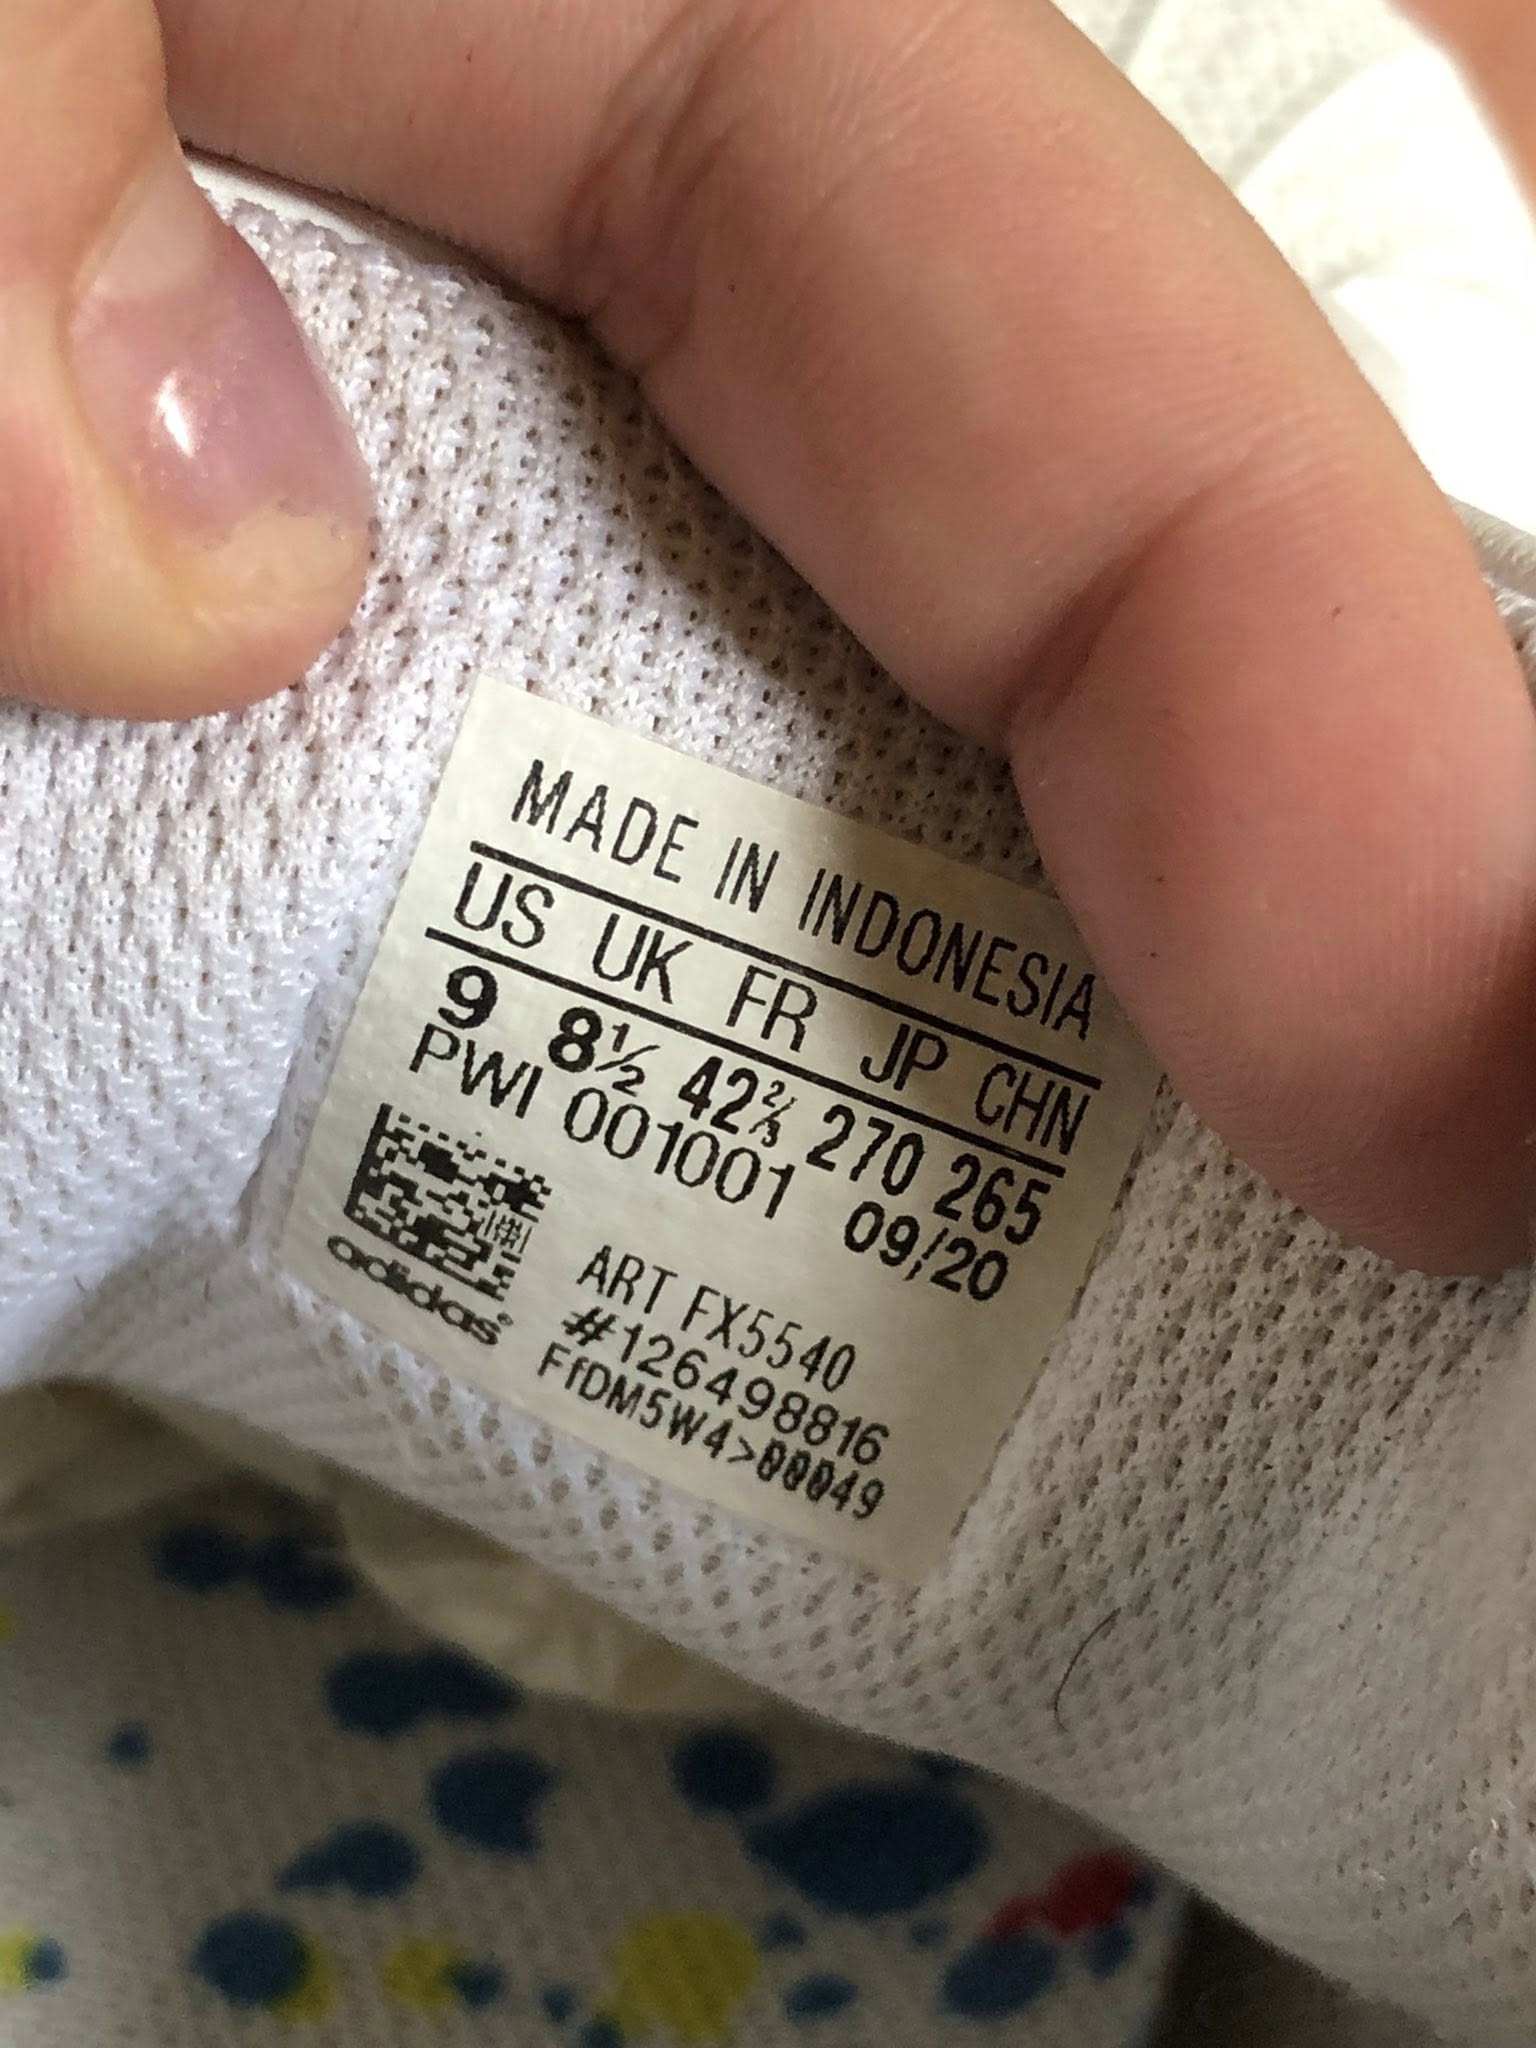 MADE IN INDONESIA
US UK FR JP CHN
9 8½ 42⅔ 270 265
PWI 001001 09/20
adidas®
ART FX5540
#126498816
FfDM5W4>00049